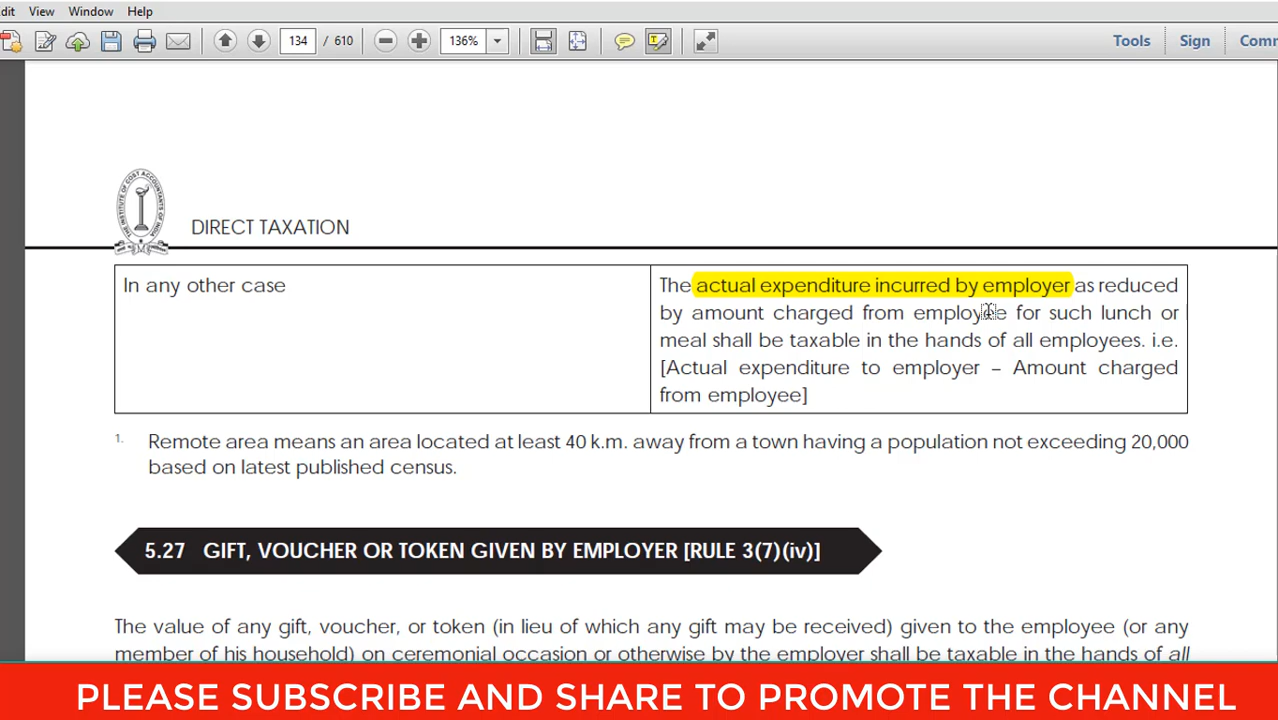 dit View Window Help
134 / 610 136% Tools Sign Comm
THE INSTITUTE OF COST ACCOUNTANTS OF INDIA
DIRECT TAXATION
In any other case
The actual expenditure incurred by employer as reduced
by amount charged from employee for such lunch or
meal shall be taxable in the hands of all employees. i.e.
[Actual expenditure to employer – Amount charged
from employee]
1. Remote area means an area located at least 40 k.m. away from a town having a population not exceeding 20,000
based on latest published census.
5.27 GIFT, VOUCHER OR TOKEN GIVEN BY EMPLOYER [RULE 3(7)(iv)]
The value of any gift, voucher, or token (in lieu of which any gift may be received) given to the employee (or any
member of his household) on ceremonial occasion or otherwise by the employer shall be taxable in the hands of all
PLEASE SUBSCRIBE AND SHARE TO PROMOTE THE CHANNEL